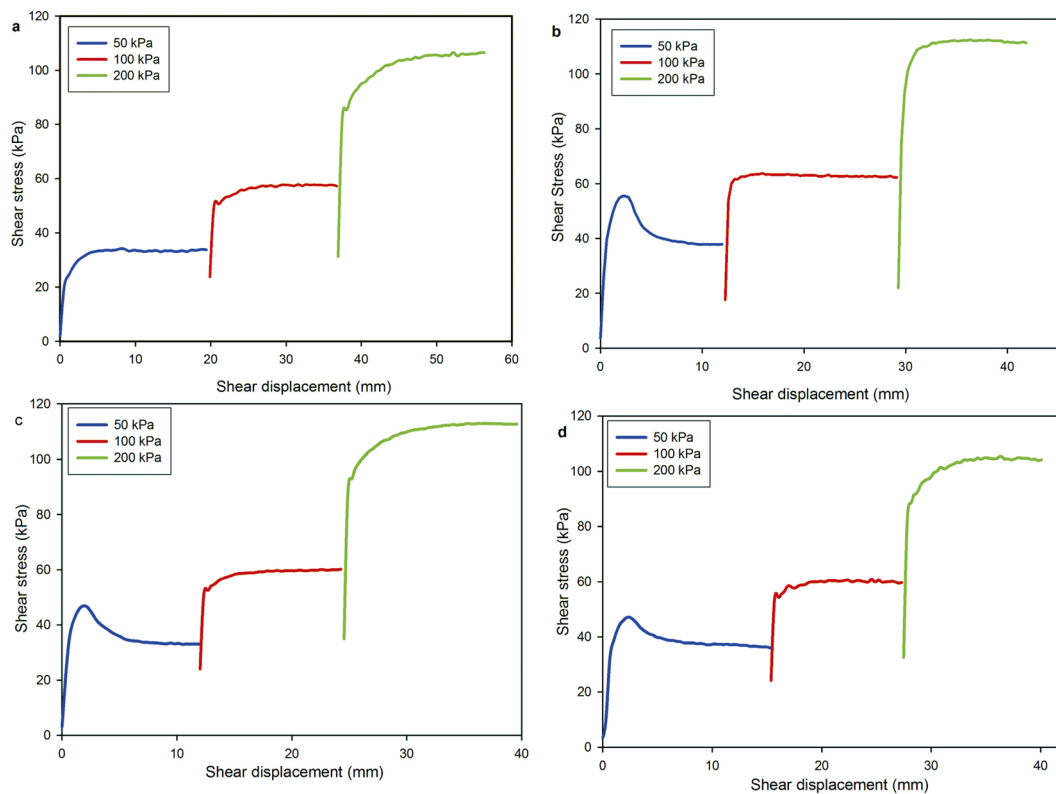 a
120
100
80
60
40
20
0
Shear stress (kPa)
50 kPa
100 kPa
200 kPa
0 10 20 30 40 50 60
Shear displacement (mm)
b
120
100
80
60
40
20
0
Shear Stress (kPa)
50 kPa
100 kPa
200 kPa
0 10 20 30 40
Shear displacement (mm)
c
120
100
80
60
40
20
0
Shear stress (kPa)
50 kPa
100 kPa
200 kPa
0 10 20 30 40
Shear displacement (mm)
d
120
100
80
60
40
20
0
Shear stress (kPa)
50 kPa
100 kPa
200 kPa
0 10 20 30 40
Shear displacement (mm)